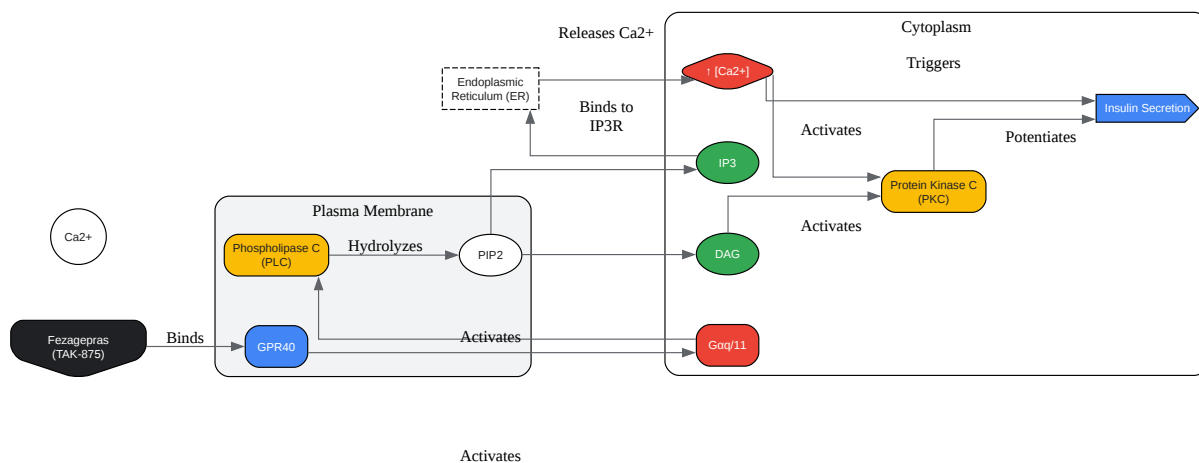 Cytoplasm
Releases Ca2+
Triggers
↑ [Ca2+]
Endoplasmic
Reticulum (ER)
Binds to
IP3R
Insulin Secretion
Activates
Potentiates
IP3
Protein Kinase C
(PKC)
Plasma Membrane
Activates
Ca2+
Phospholipase C
(PLC)
Hydrolyzes
PIP2
DAG
Fezagepras
(TAK-875)
Binds
GPR40
Activates
Gαq/11
Activates